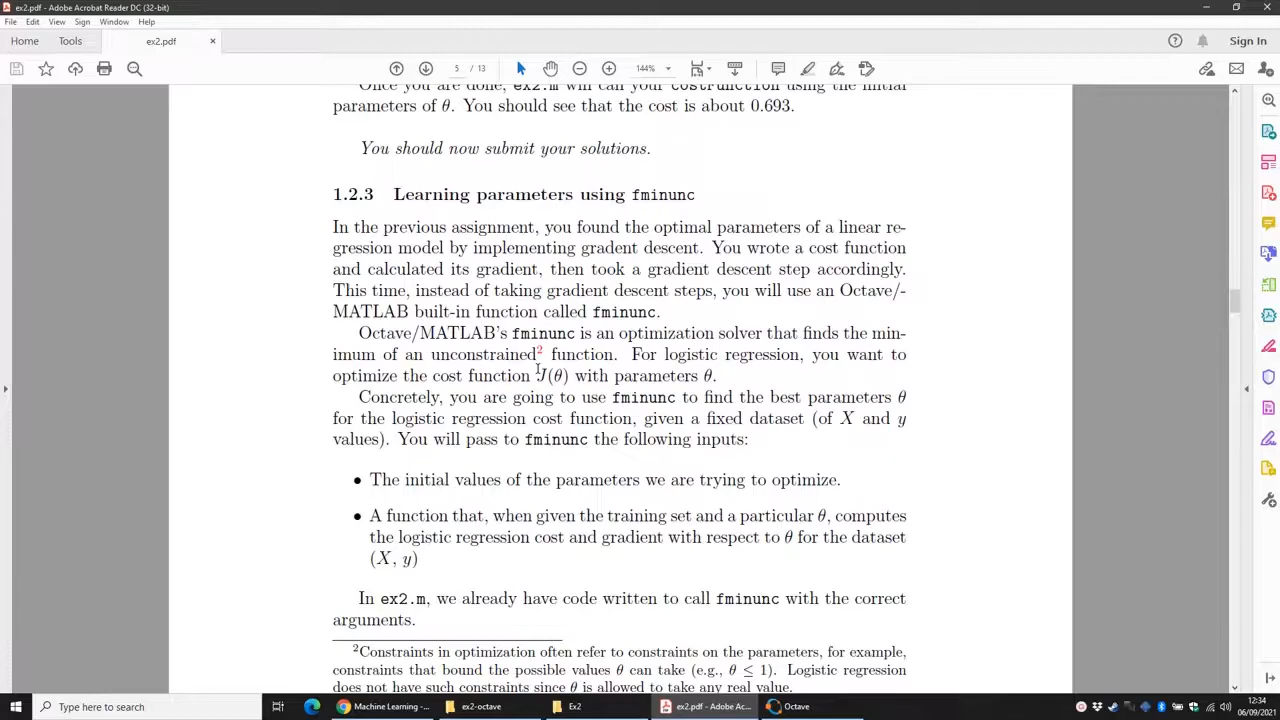 ex2.pdf - Adobe Acrobat Reader DC (32-bit)
File Edit View Sign Window Help
Home Tools ex2.pdf × Sign In
5 / 13 144%
Once you are done, ex2.m will call your costFunction using the initial
parameters of θ. You should see that the cost is about 0.693.
You should now submit your solutions.
1.2.3 Learning parameters using fminunc
In the previous assignment, you found the optimal parameters of a linear re-
gression model by implementing gradent descent. You wrote a cost function
and calculated its gradient, then took a gradient descent step accordingly.
This time, instead of taking gradient descent steps, you will use an Octave/-
MATLAB built-in function called fminunc.
Octave/MATLAB's fminunc is an optimization solver that finds the min-
imum of an unconstrained² function. For logistic regression, you want to
optimize the cost function J(θ) with parameters θ.
Concretely, you are going to use fminunc to find the best parameters θ
for the logistic regression cost function, given a fixed dataset (of X and y
values). You will pass to fminunc the following inputs:
• The initial values of the parameters we are trying to optimize.
• A function that, when given the training set and a particular θ, computes
the logistic regression cost and gradient with respect to θ for the dataset
(X, y)
In ex2.m, we already have code written to call fminunc with the correct
arguments.
²Constraints in optimization often refer to constraints on the parameters, for example,
constraints that bound the possible values θ can take (e.g., θ ≤ 1). Logistic regression
does not have such constraints since θ is allowed to take any real value.
Type here to search Machine Learning -... ex2-octave Ex2 ex2.pdf - Adobe Ac... Octave 12:34
06/09/2021